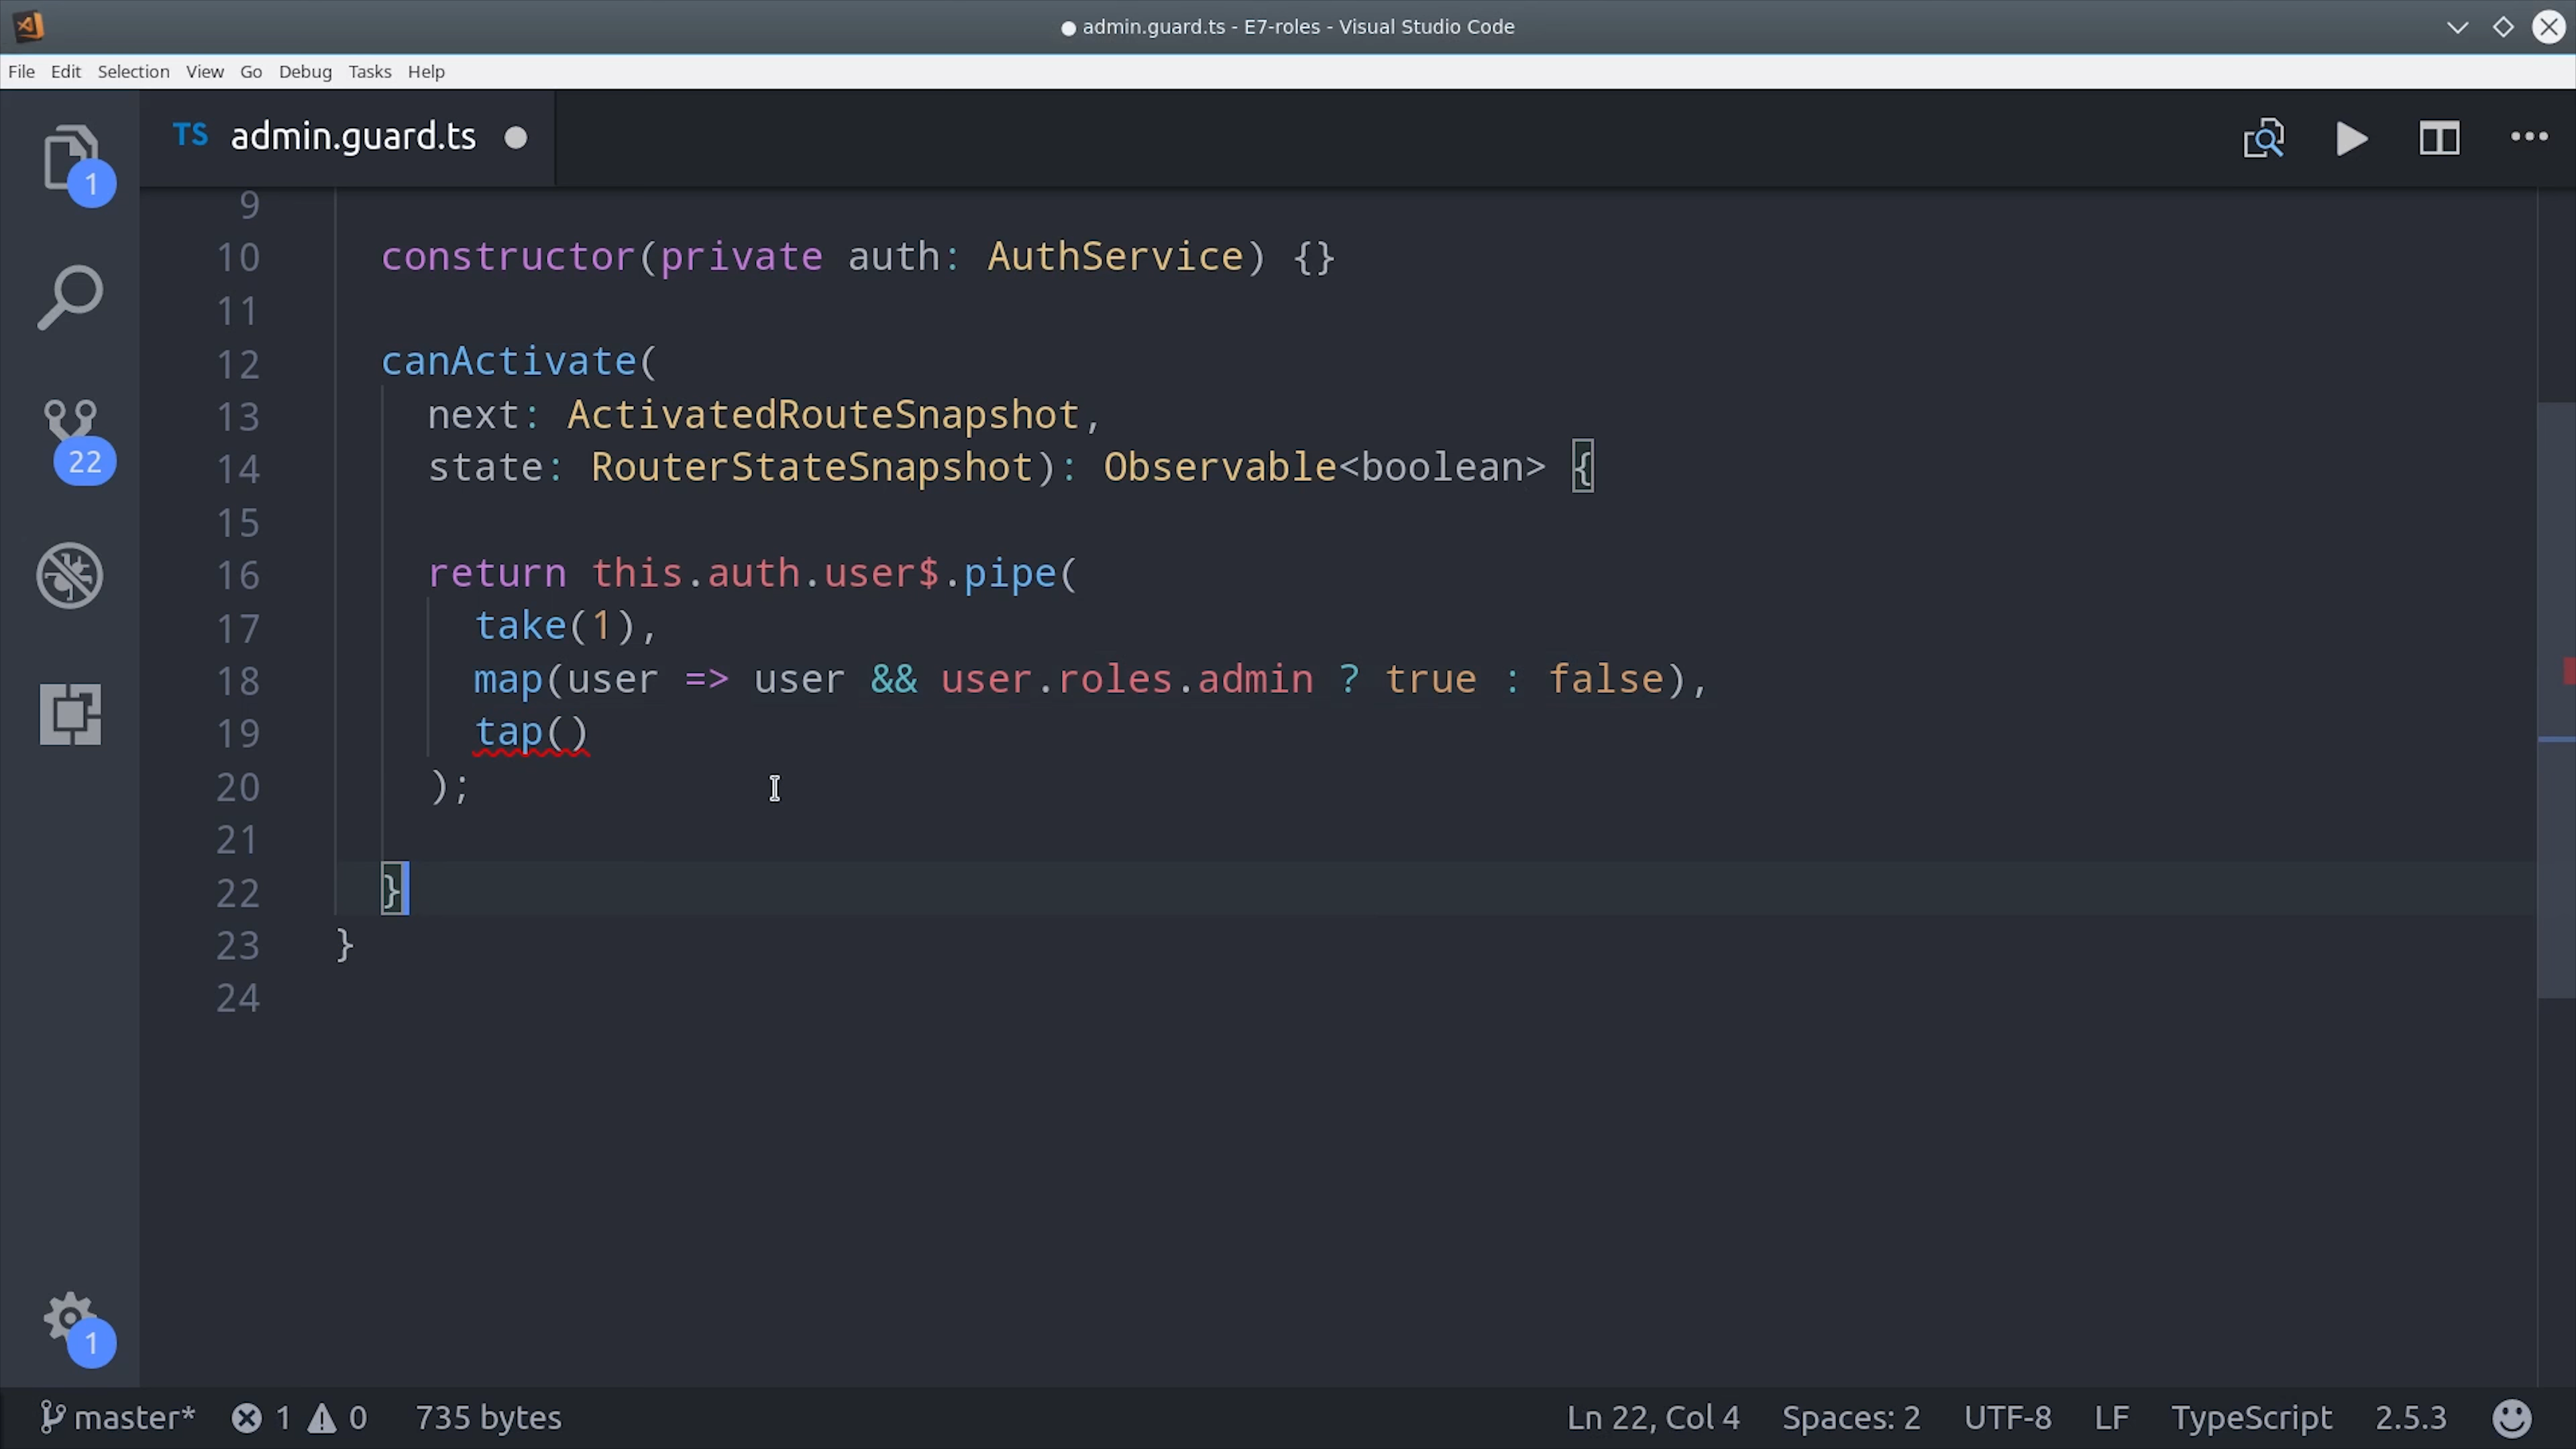 admin.guard.ts - E7-roles - Visual Studio Code
File Edit Selection View Go Debug Tasks Help
TS admin.guard.ts
1
22
1
9
10 constructor(private auth: AuthService) {}
11
12 canActivate(
13 next: ActivatedRouteSnapshot,
14 state: RouterStateSnapshot): Observable<boolean> {
15
16 return this.auth.user$.pipe(
17 take(1),
18 map(user => user && user.roles.admin ? true : false),
19 tap()
20 );
21
22 }
23 }
24
master* 1 0 735 bytes Ln 22, Col 4 Spaces: 2 UTF-8 LF TypeScript 2.5.3